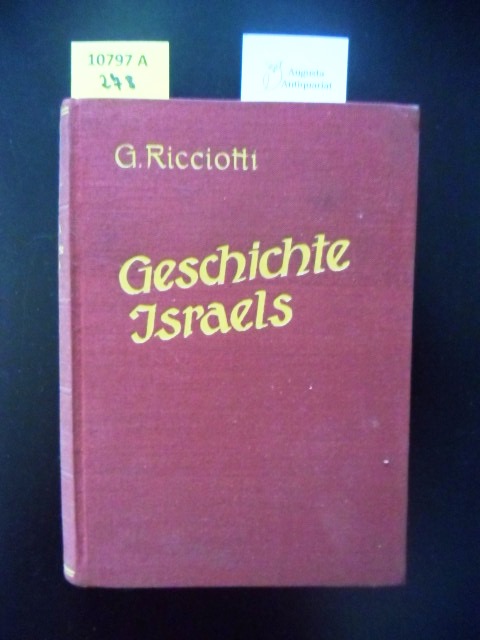 10797 A
278
Augusta
Antiquariat
G. Ricciotti
Geschichte
Israels